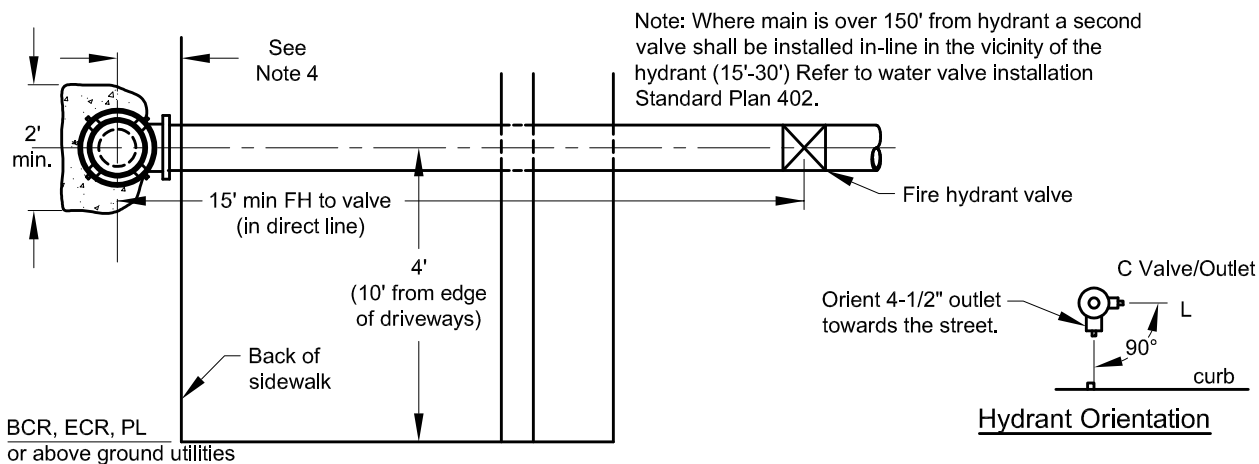 See
Note 4
Note: Where main is over 150' from hydrant a second
valve shall be installed in-line in the vicinity of the
hydrant (15'-30') Refer to water valve installation
Standard Plan 402.
2'
min.
15' min FH to valve
(in direct line)
Fire hydrant valve
4'
(10' from edge
of driveways)
Back of
sidewalk
BCR, ECR, PL
or above ground utilities
C Valve/Outlet
L
Orient 4-1/2" outlet
towards the street.
90°
curb
Hydrant Orientation